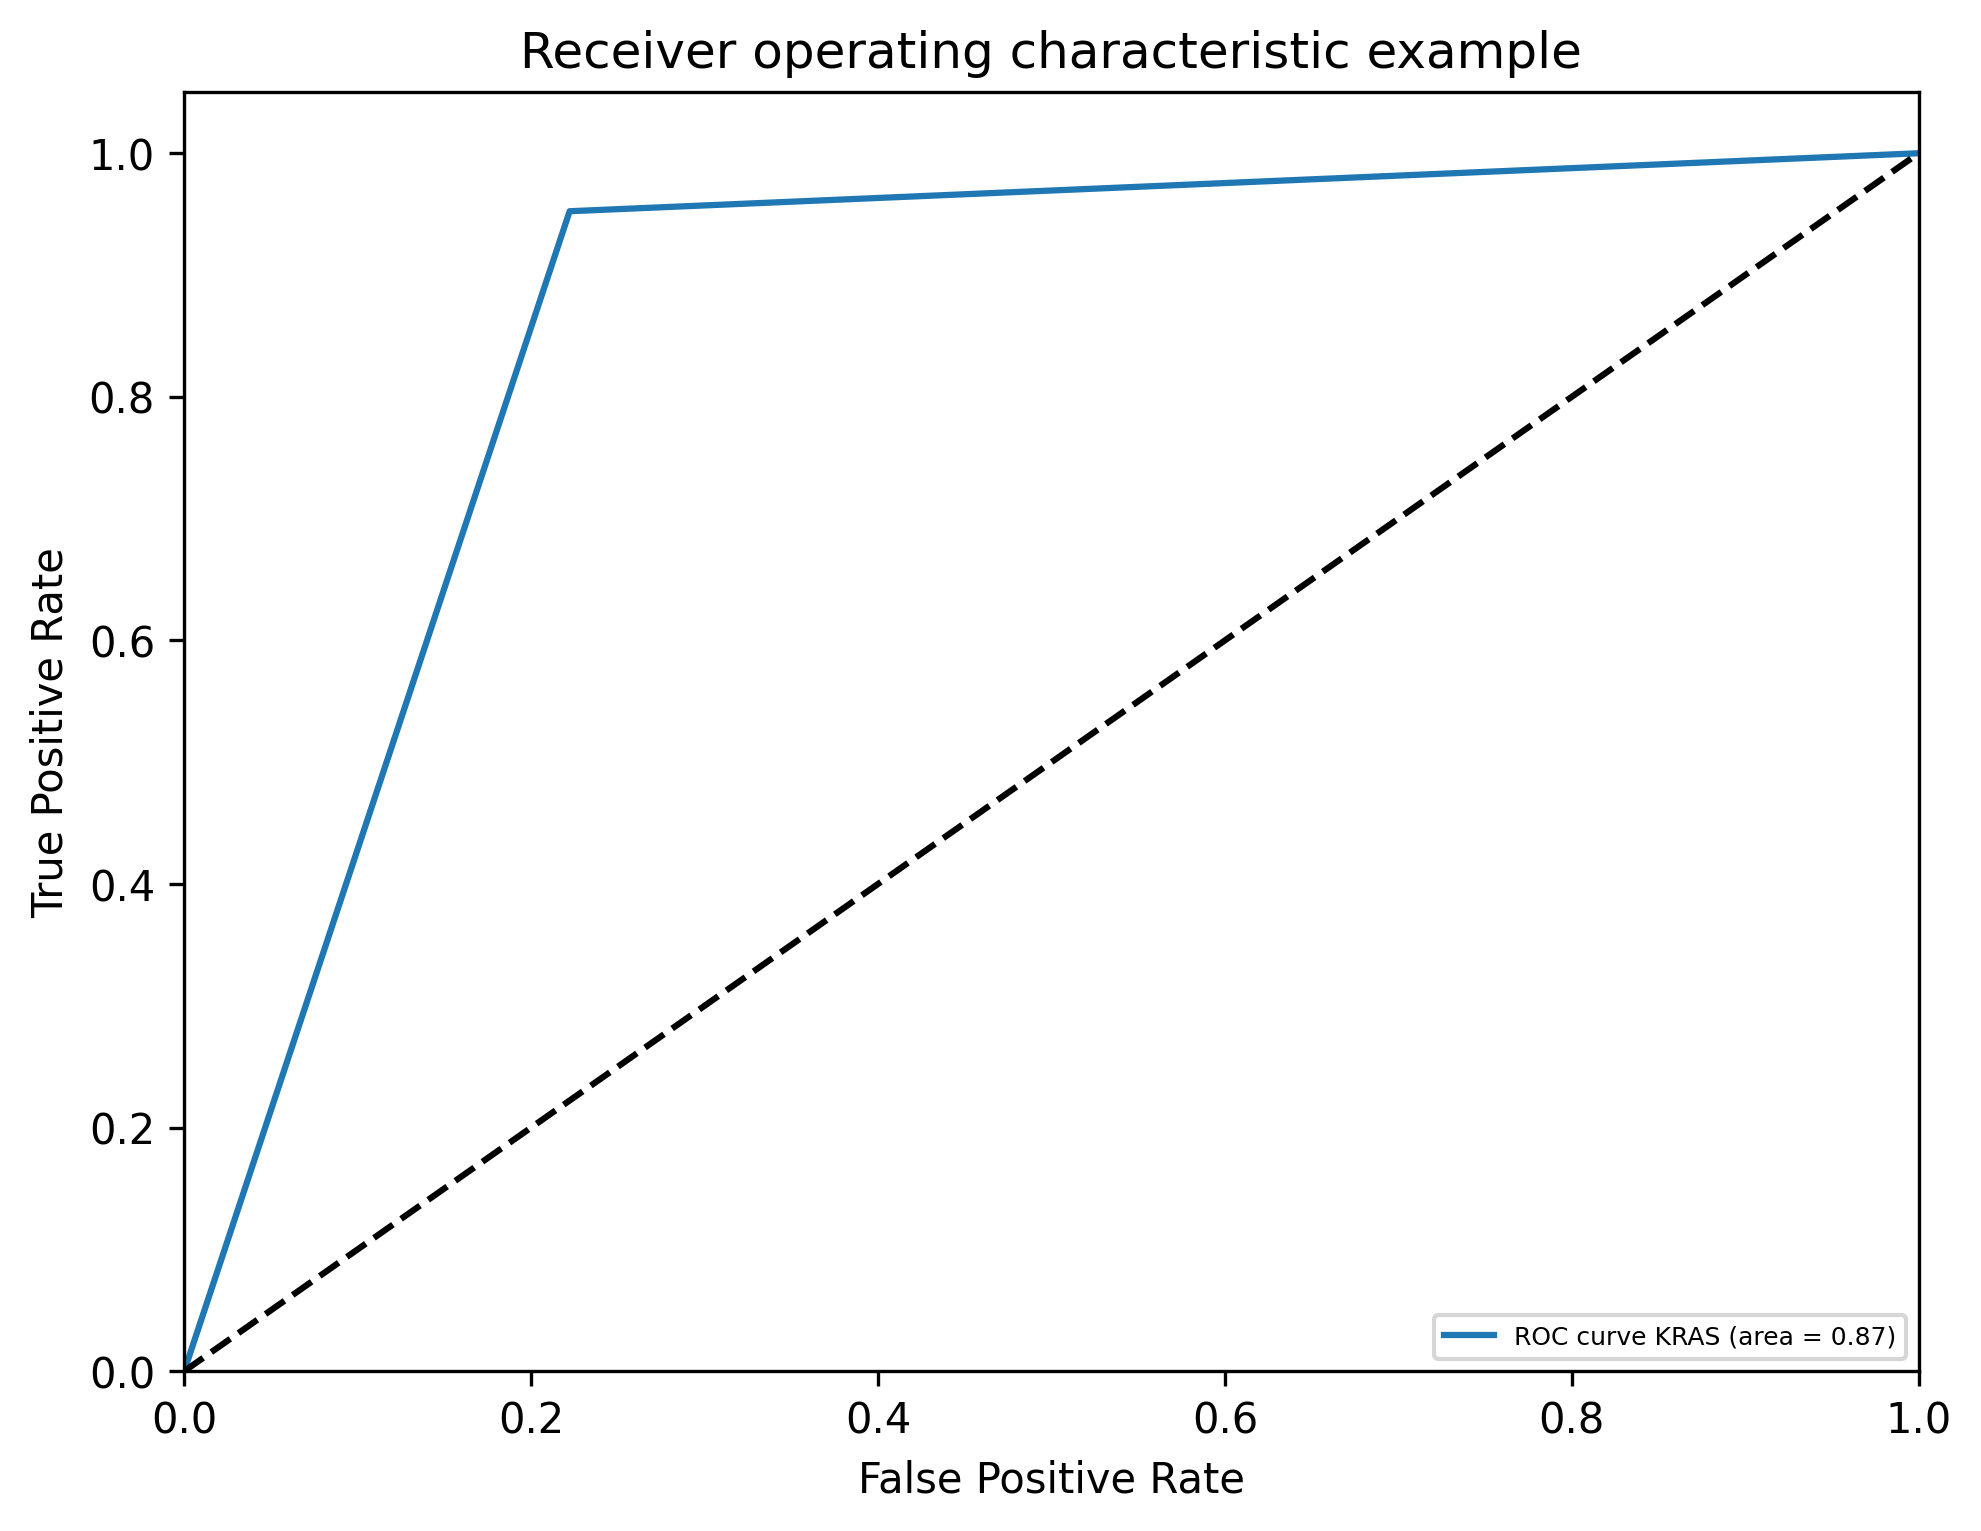 Receiver operating characteristic example
1.0
0.8
0.6
0.4
0.2
0.0
True Positive Rate
ROC curve KRAS (area = 0.87)
0.0 0.2 0.4 0.6 0.8 1.0
False Positive Rate